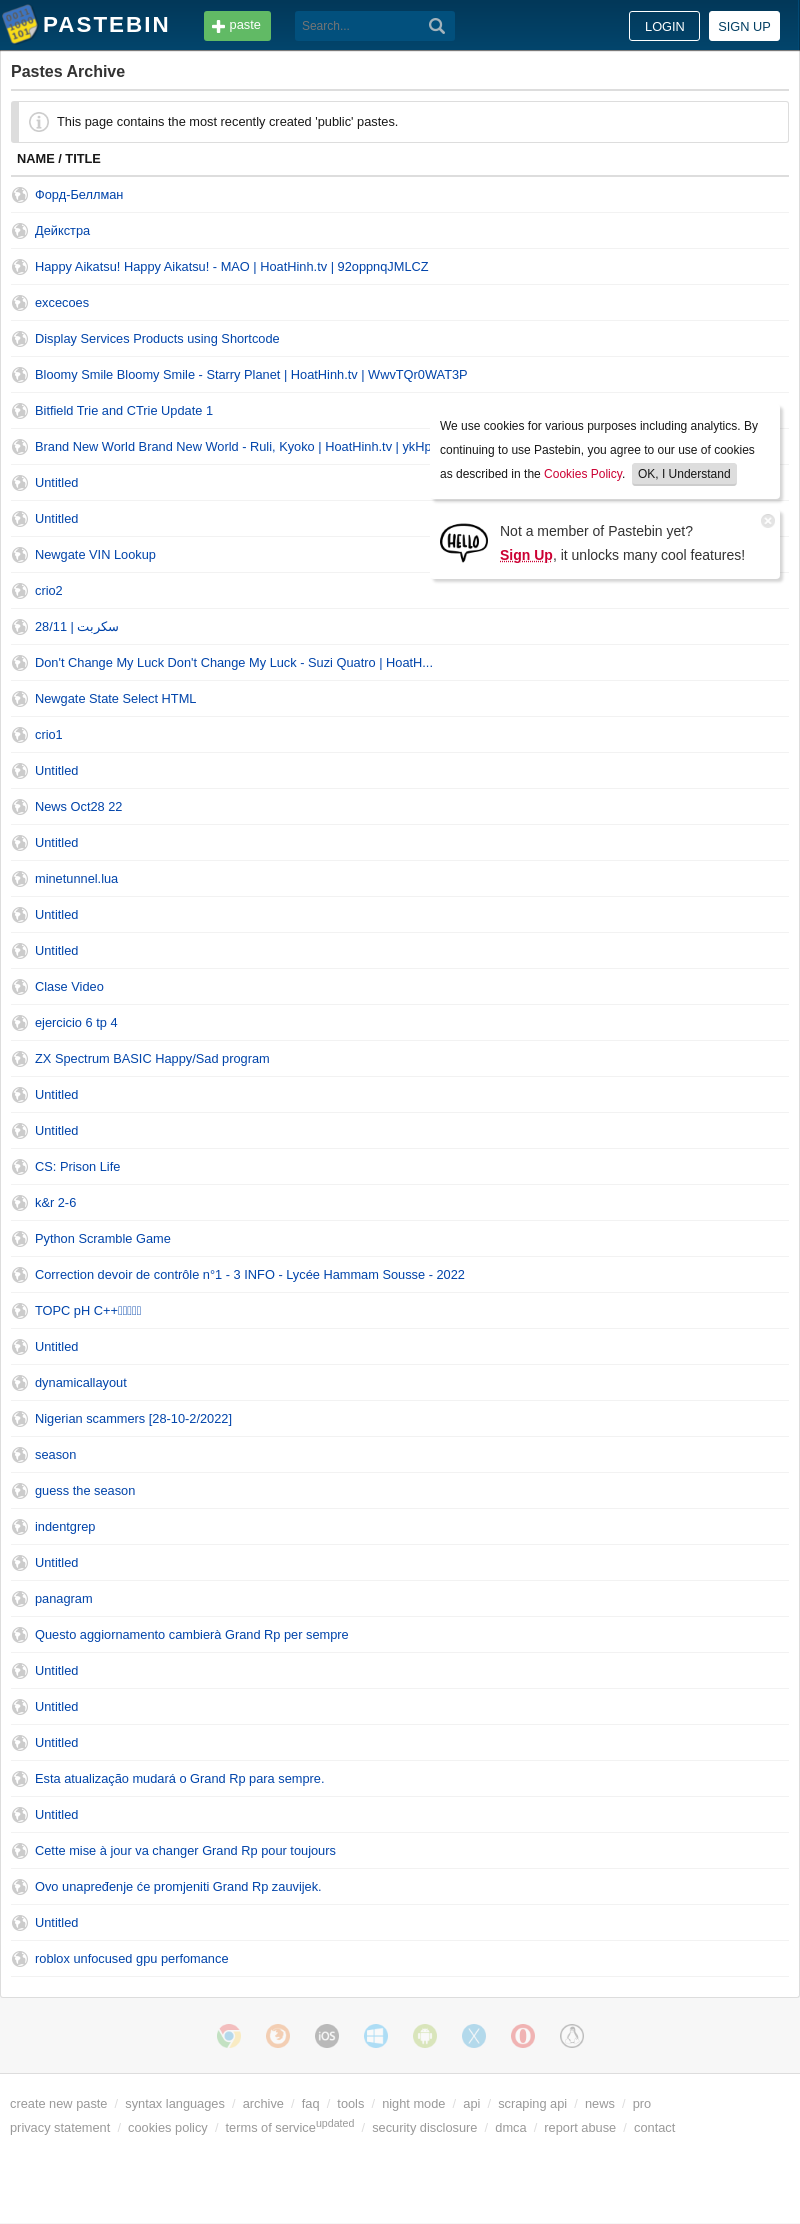 PASTEBIN
paste
Search...
LOGIN
SIGN UP
Pastes Archive
This page contains the most recently created 'public' pastes.
NAME / TITLE
Форд-Беллман
Дейкстра
Happy Aikatsu! Happy Aikatsu! - MAO | HoatHinh.tv | 92oppnqJMLCZ
excecoes
Display Services Products using Shortcode
Bloomy Smile Bloomy Smile - Starry Planet | HoatHinh.tv | WwvTQr0WAT3P
Bitfield Trie and CTrie Update 1
Brand New World Brand New World - Ruli, Kyoko | HoatHinh.tv | ykHp
We use cookies for various purposes including analytics. By
continuing to use Pastebin, you agree to our use of cookies
as described in the Cookies Policy. OK, I Understand
Untitled
Untitled
HELLO
Not a member of Pastebin yet?
Sign Up, it unlocks many cool features!
Newgate VIN Lookup
crio2
سكربت | 28/11
Don't Change My Luck Don't Change My Luck - Suzi Quatro | HoatH...
Newgate State Select HTML
crio1
Untitled
News Oct28 22
Untitled
minetunnel.lua
Untitled
Untitled
Clase Video
ejercicio 6 tp 4
ZX Spectrum BASIC Happy/Sad program
Untitled
Untitled
CS: Prison Life
k&r 2-6
Python Scramble Game
Correction devoir de contrôle n°1 - 3 INFO - Lycée Hammam Sousse - 2022
TOPC pH C++
Untitled
dynamicallayout
Nigerian scammers [28-10-2/2022]
season
guess the season
indentgrep
Untitled
panagram
Questo aggiornamento cambierà Grand Rp per sempre
Untitled
Untitled
Untitled
Esta atualização mudará o Grand Rp para sempre.
Untitled
Cette mise à jour va changer Grand Rp pour toujours
Ovo unapređenje će promjeniti Grand Rp zauvijek.
Untitled
roblox unfocused gpu perfomance
iOS
create new paste / syntax languages / archive / faq / tools / night mode / api / scraping api / news / pro
privacy statement / cookies policy / terms of service updated / security disclosure / dmca / report abuse / contact